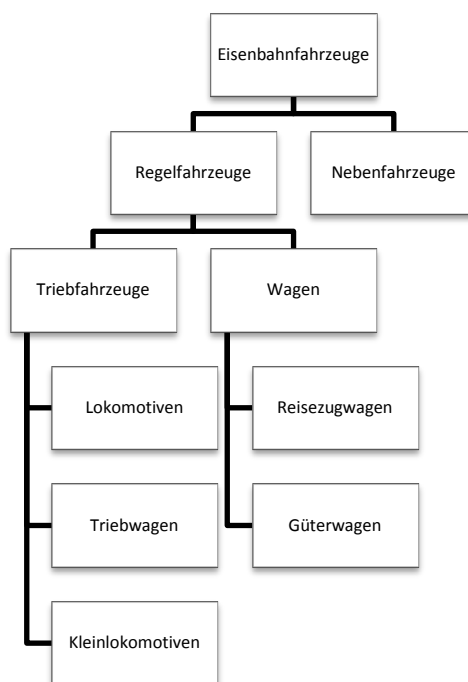 Eisenbahnfahrzeuge
Regelfahrzeuge
Nebenfahrzeuge
Triebfahrzeuge
Wagen
Lokomotiven
Reisezugwagen
Triebwagen
Güterwagen
Kleinlokomotiven